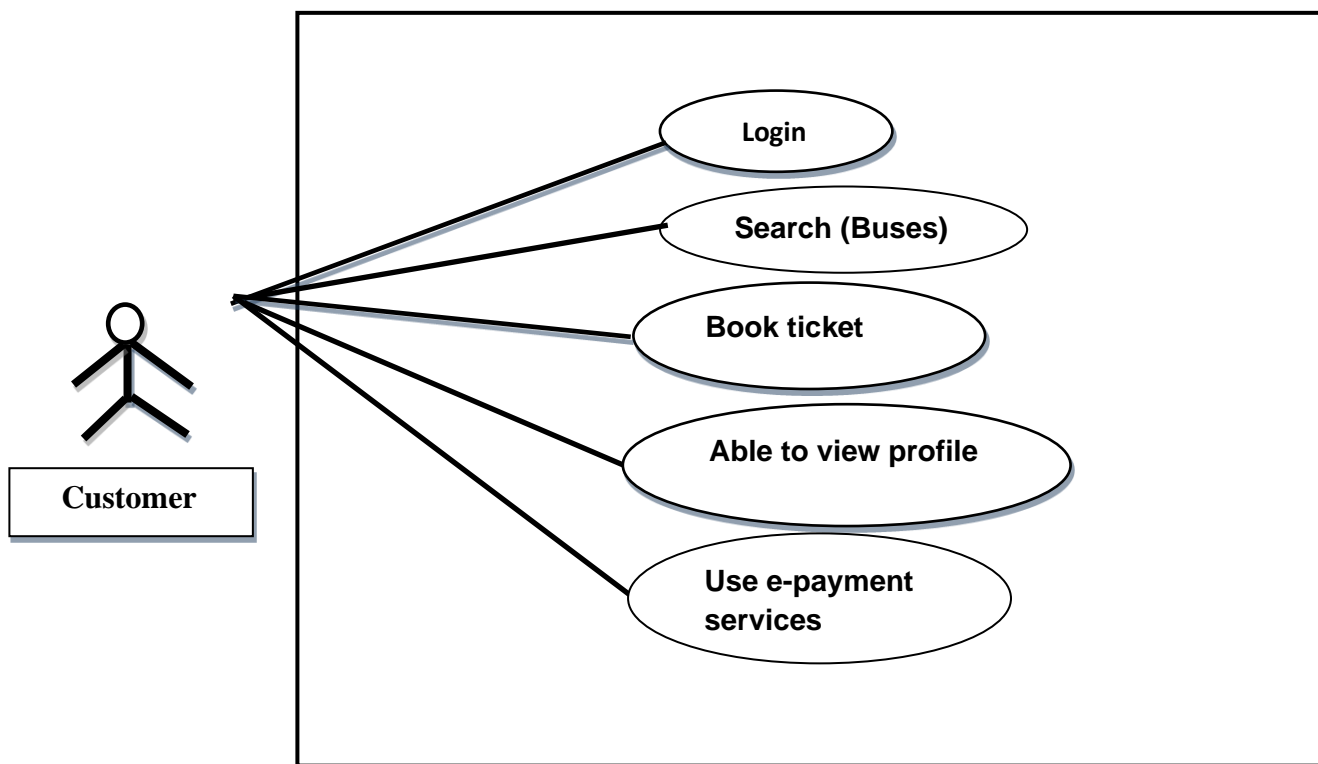 Login
Search (Buses)
Book ticket
Able to view profile
Customer
Use e-payment
services